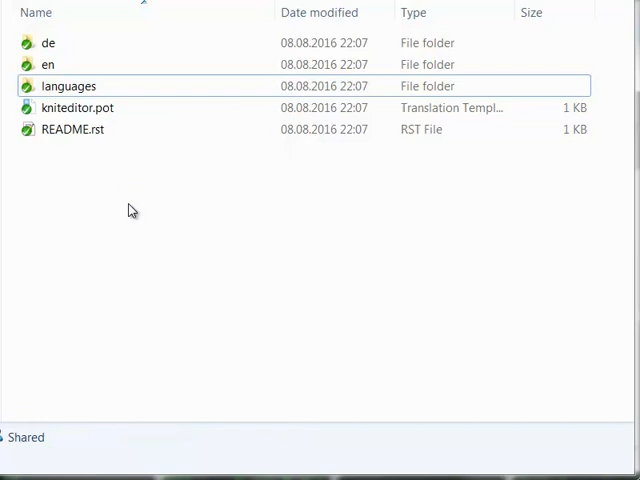 Name Date modified Type Size
de 08.08.2016 22:07 File folder
en 08.08.2016 22:07 File folder
languages 08.08.2016 22:07 File folder
kniteditor.pot 08.08.2016 22:07 Translation Templ... 1 KB
README.rst 08.08.2016 22:07 RST File 1 KB
Shared